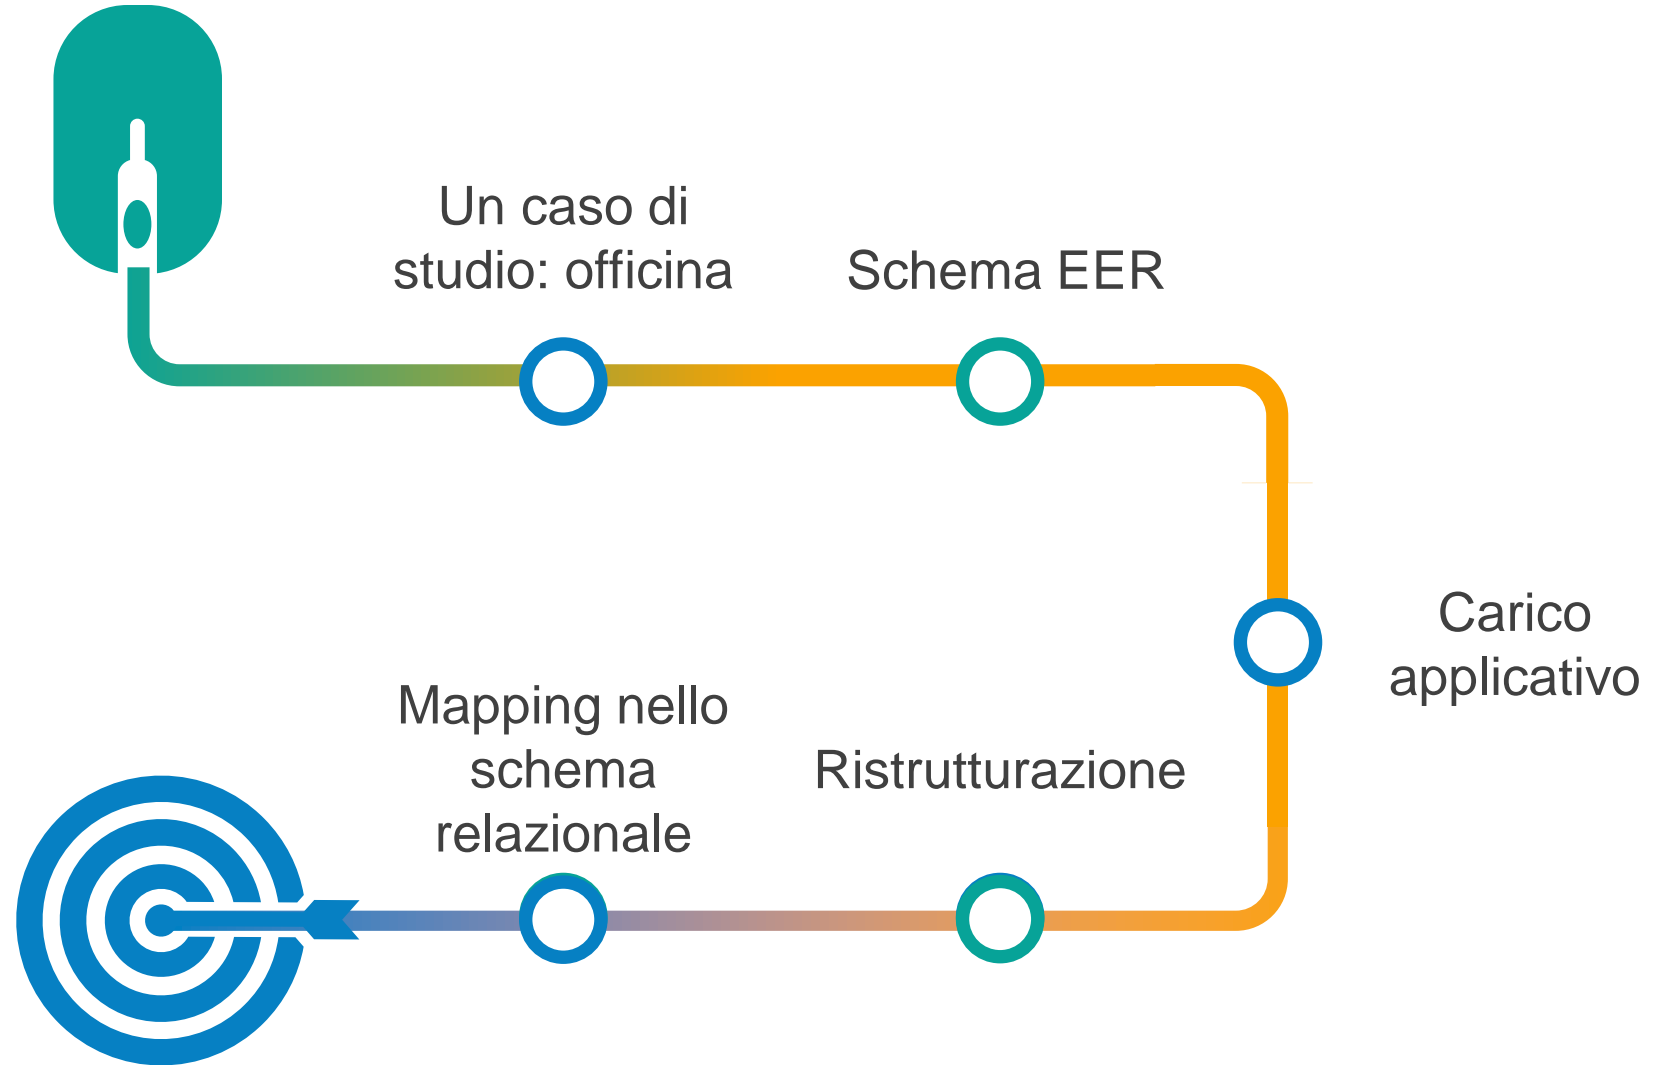 Un caso di
studio: officina
Schema EER
Carico
applicativo
Ristrutturazione
Mapping nello
schema
relazionale